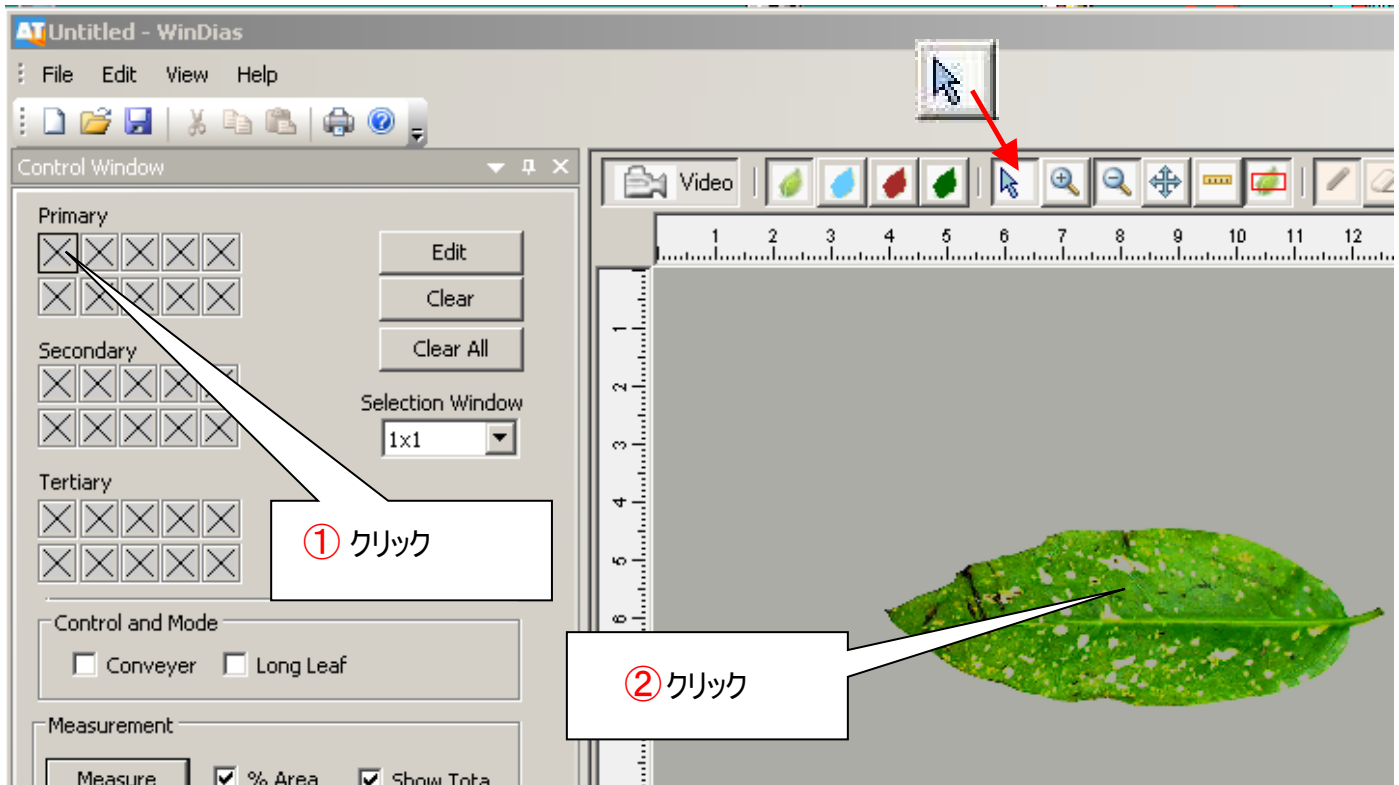 AT Untitled - WinDias
File Edit View Help
Control Window
Primary
Edit
Clear
Clear All
Secondary
Selection Window
1x1
Tertiary
① クリック
Control and Mode
Conveyer Long Leaf
Measurement
Measure % Area Show Tota
Video
1 2 3 4 5 6 7 8 9 10 11 12
1
2
3
4
5
6
② クリック